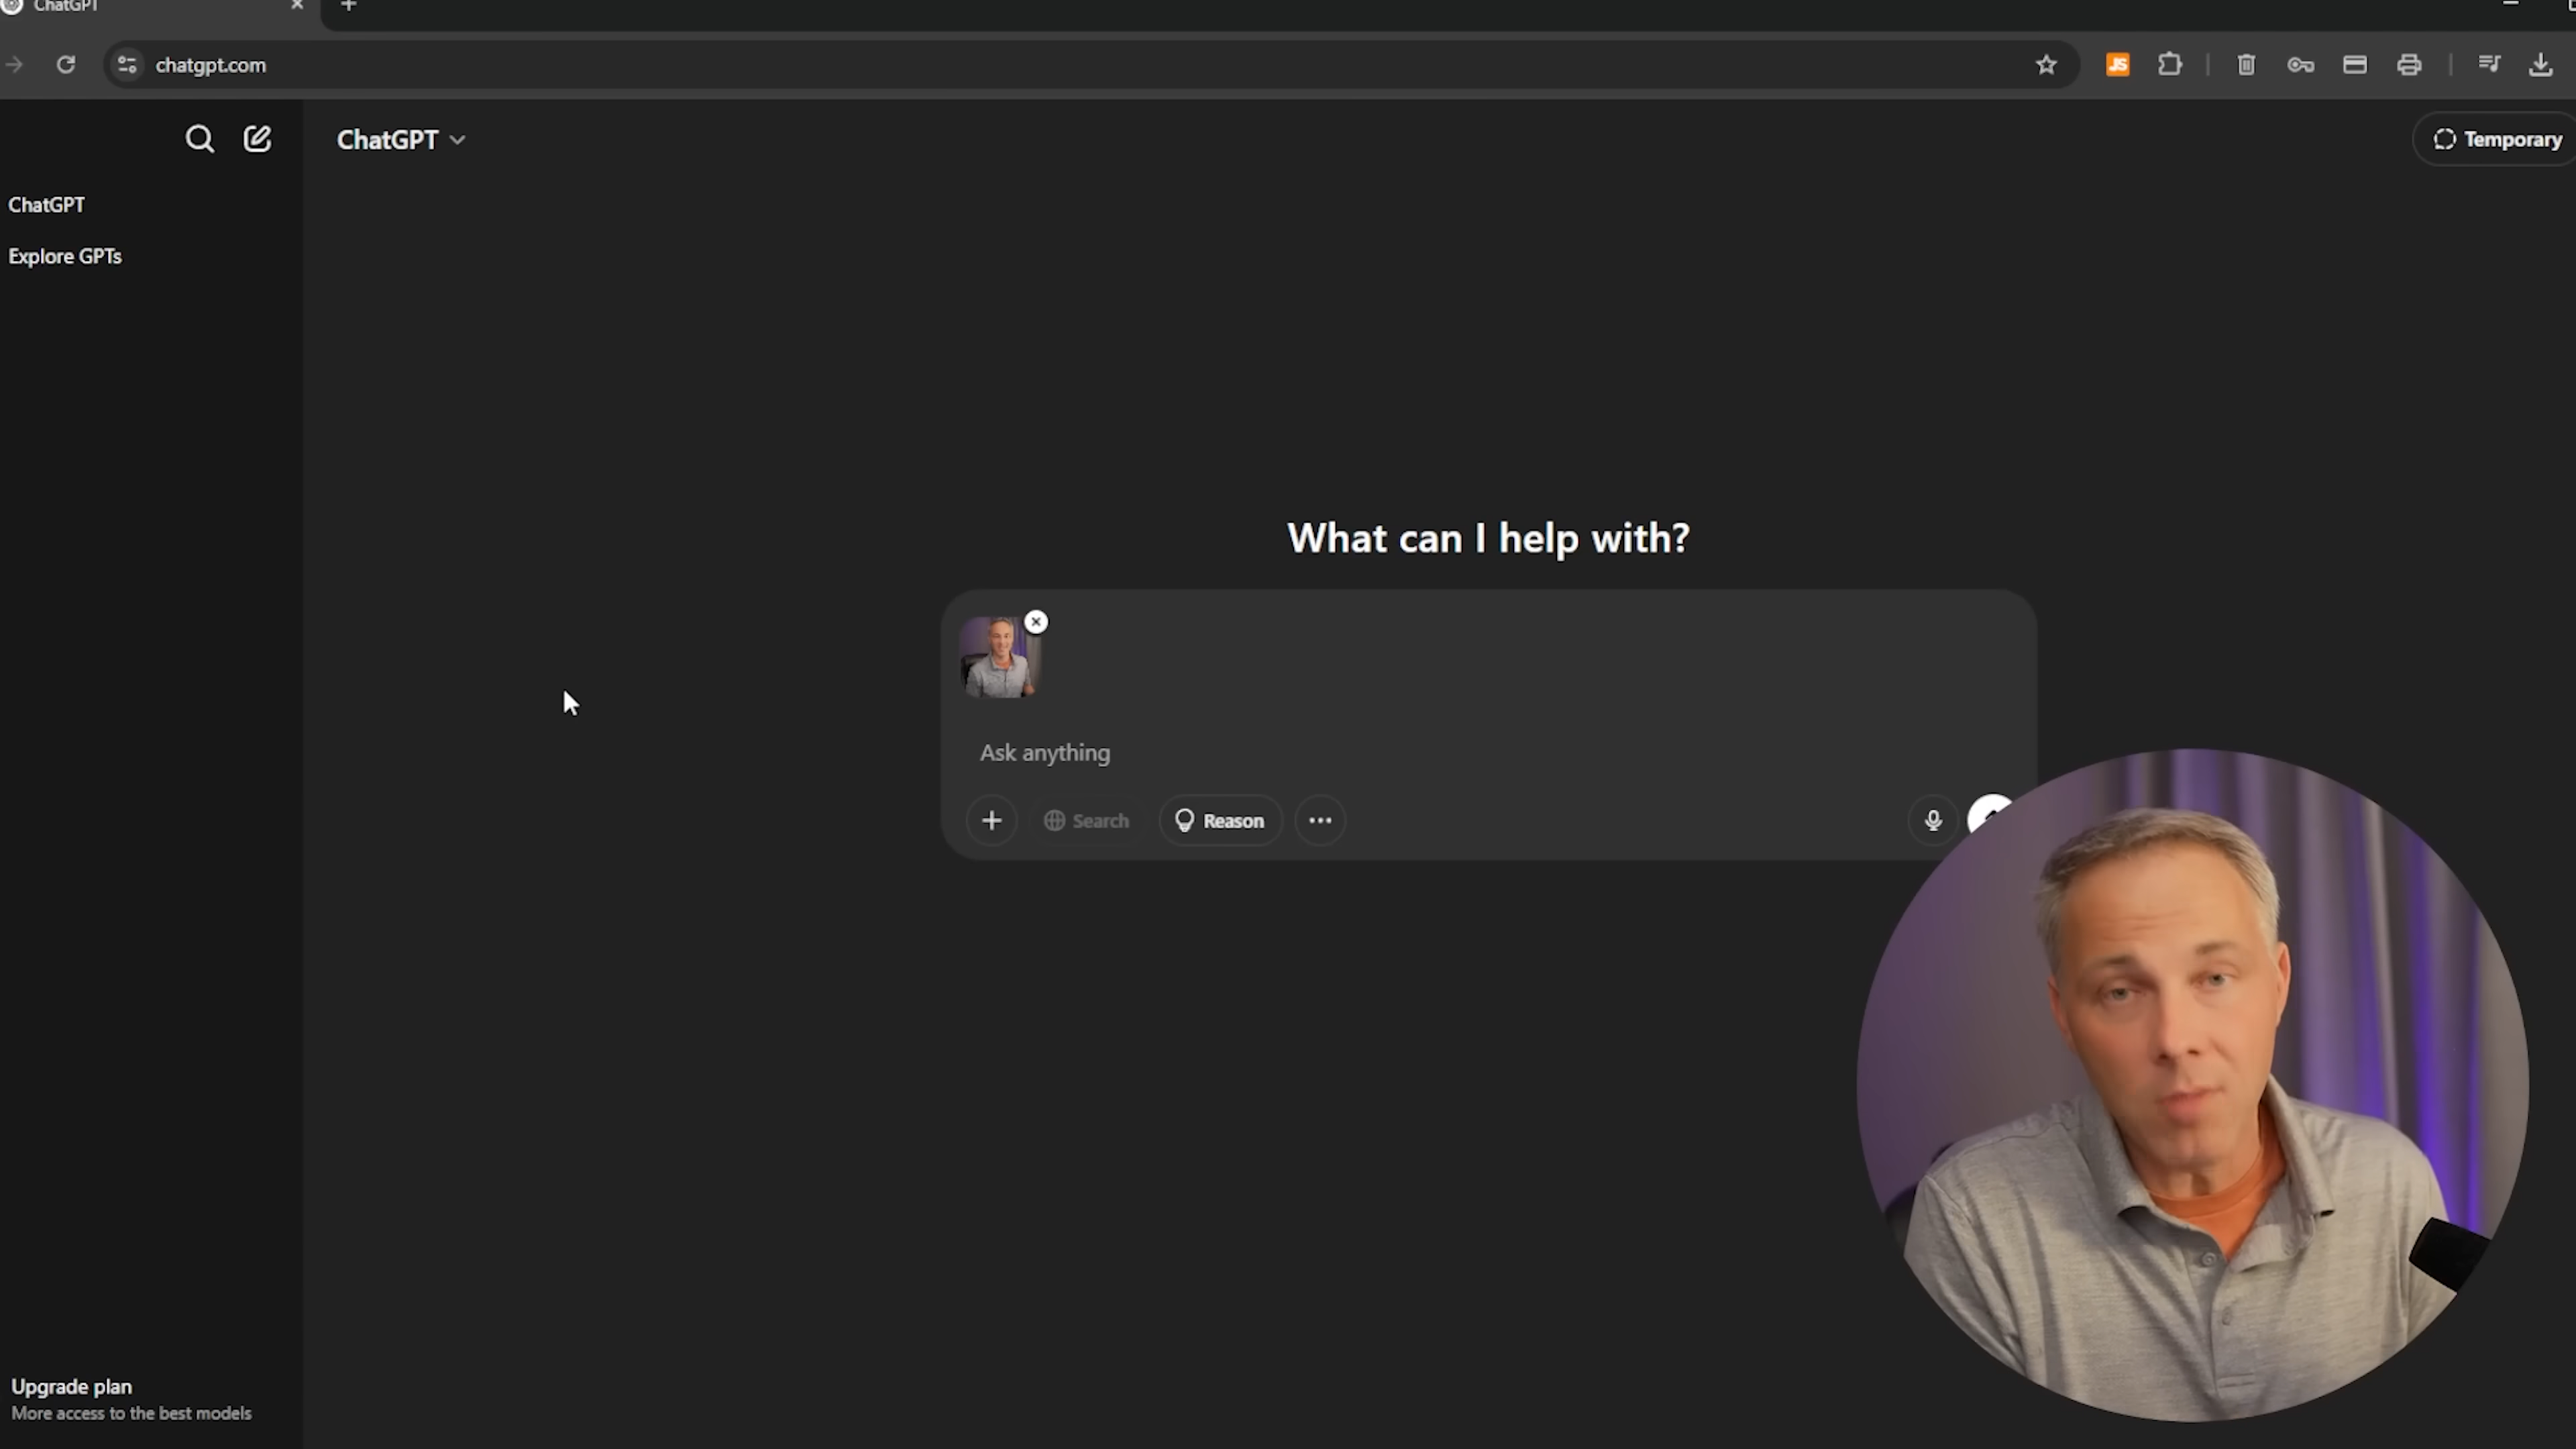 ChatGPT
chatgpt.com
JS
ChatGPT
Temporary
ChatGPT
Explore GPTs
What can I help with?
Ask anything
Search
Reason
Upgrade plan
More access to the best models